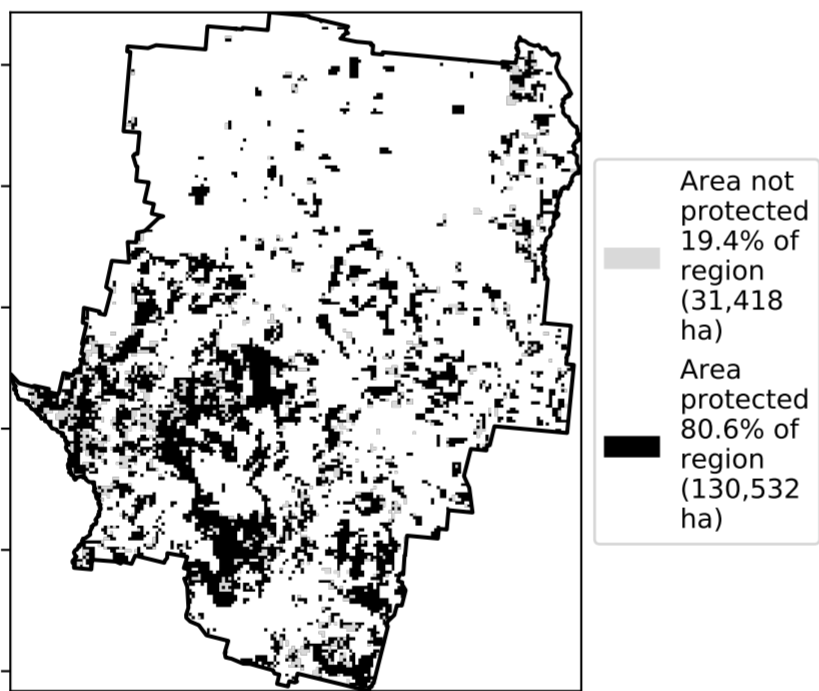 Area not
protected
19.4% of
region
(31,418
ha)
Area
protected
80.6% of
region
(130,532
ha)